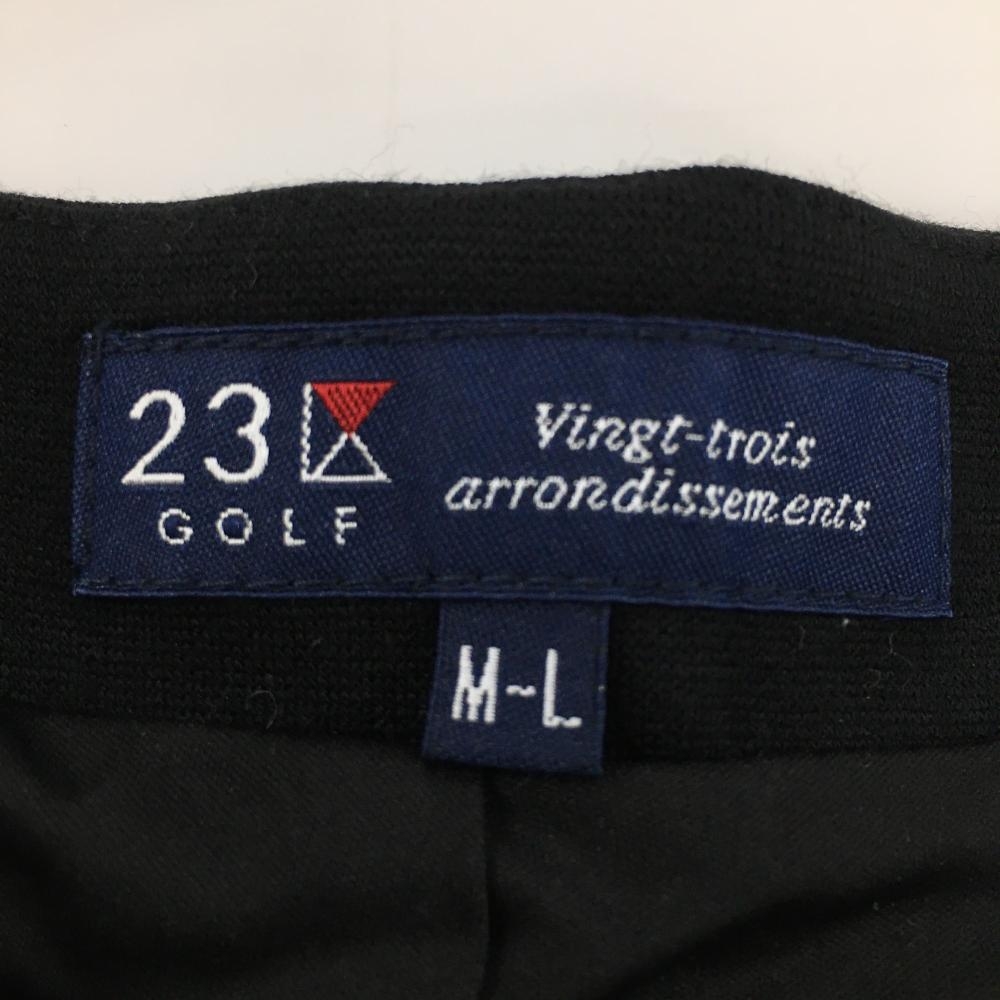 23
GOLF
Vingt-trois
arrondissements
M~L